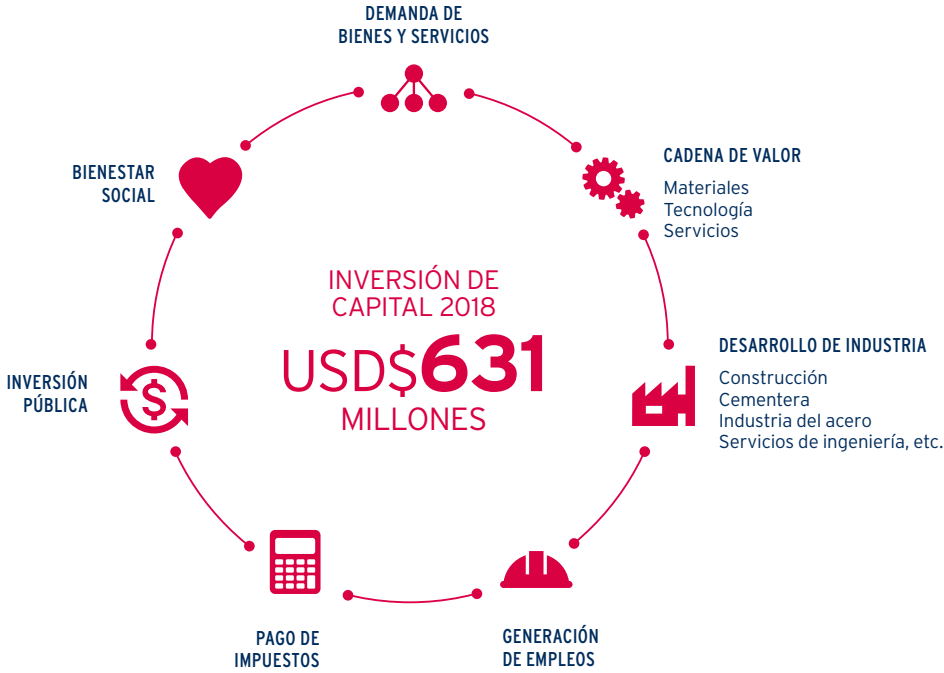 DEMANDA DE
BIENES Y SERVICIOS
CADENA DE VALOR
Materiales
Tecnología
Servicios
DESARROLLO DE INDUSTRIA
Construcción
Cementera
Industria del acero
Servicios de ingeniería, etc.
GENERACIÓN
DE EMPLEOS
PAGO DE
IMPUESTOS
INVERSIÓN
PÚBLICA
$
BIENESTAR
SOCIAL
INVERSIÓN DE
CAPITAL 2018
USD$631
MILLONES